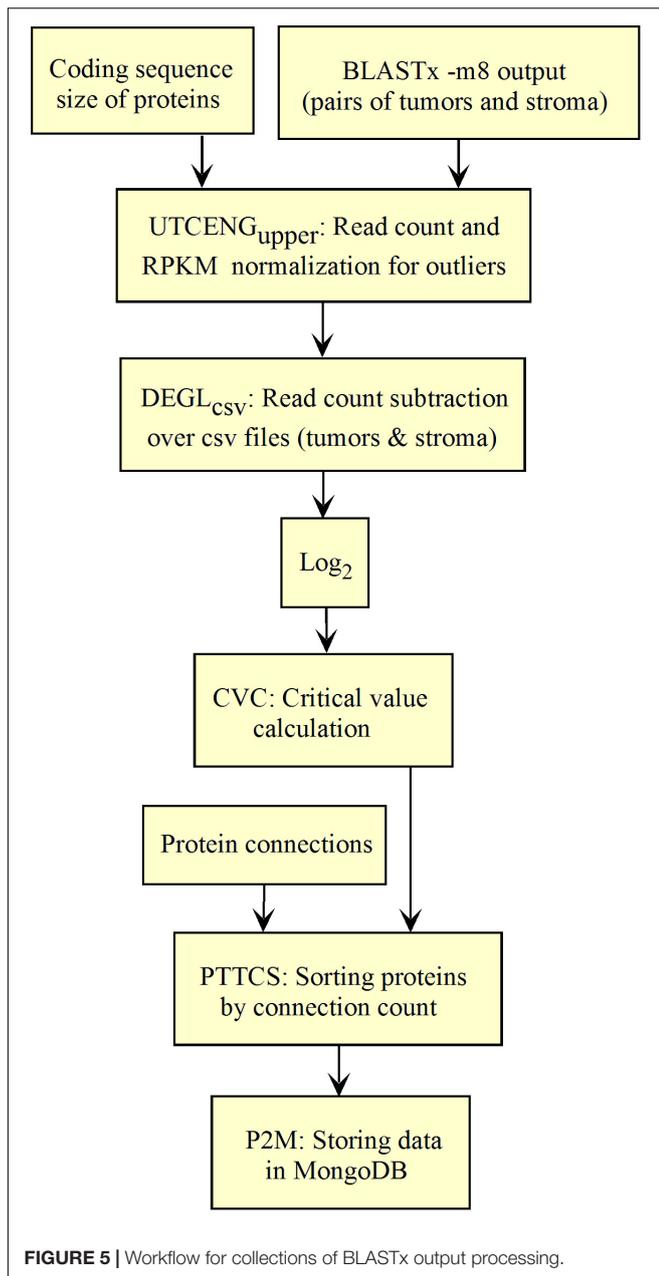 Coding sequence
size of proteins
BLASTx -m8 output
(pairs of tumors and stroma)
UTCENGupper: Read count and
RPKM normalization for outliers
DEGLcsv: Read count subtraction
over csv files (tumors & stroma)
Log2
CVC: Critical value
calculation
Protein connections
PTTCS: Sorting proteins
by connection count
P2M: Storing data
in MongoDB
FIGURE 5 | Workflow for collections of BLASTx output processing.